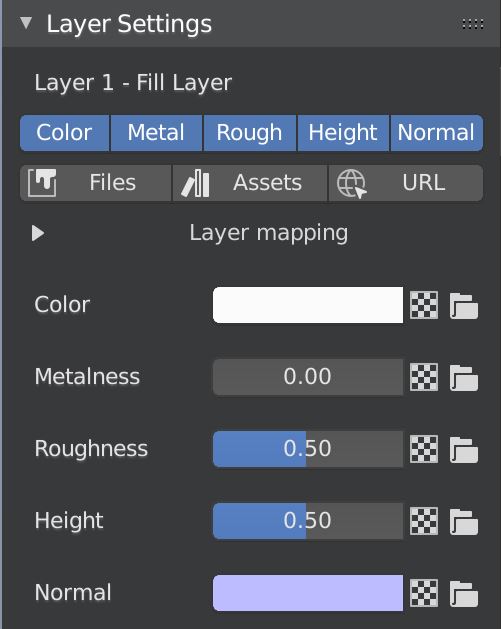 Layer Settings
Layer 1 - Fill Layer
Color Metal Rough Height Normal
Files Assets URL
Layer mapping
Color
Metalness 0.00
Roughness 0.50
Height 0.50
Normal